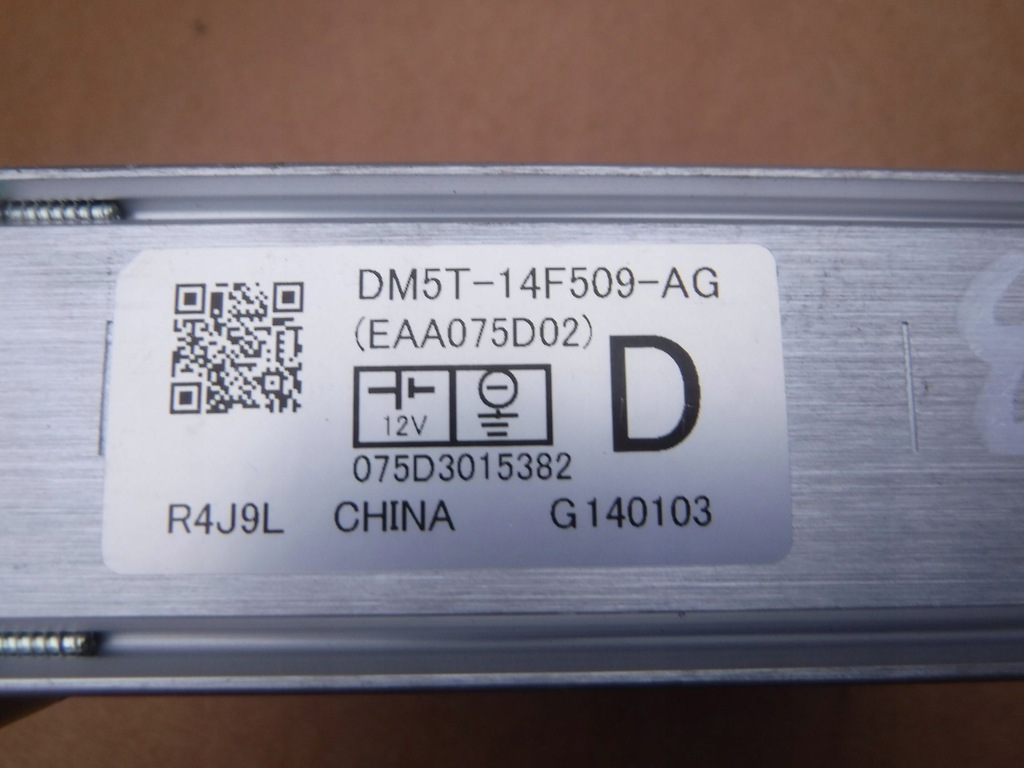 DM5T-14F509-AG
(EAA075D02)
D
12V
075D3015382
R4J9L CHINA G140103